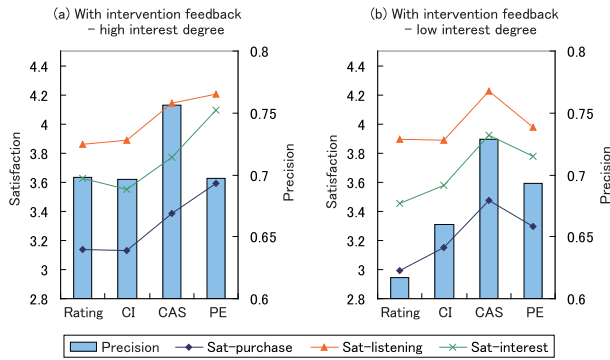 (a) With intervention feedback
– high interest degree
(b) With intervention feedback
– low interest degree
Satisfaction
4.4
4.2
4
3.8
3.6
3.4
3.2
3
2.8
0.8
0.75
0.7
0.65
0.6
Precision
Rating CI CAS PE
Satisfaction
4.4
4.2
4
3.8
3.6
3.4
3.2
3
2.8
0.8
0.75
0.7
0.65
0.6
Precision
Rating CI CAS PE
Precision Sat-purchase Sat-listening Sat-interest